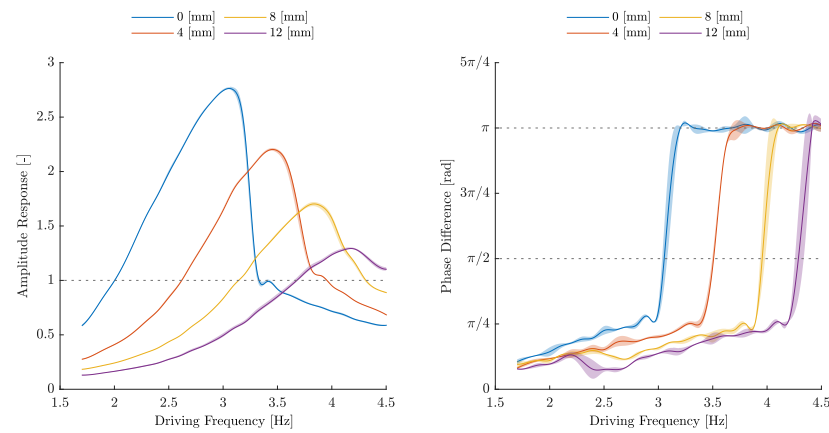 0 [mm] 8 [mm]
4 [mm] 12 [mm]
3
2.5
2
1.5
1
0.5
0
1.5 2 2.5 3 3.5 4 4.5
Driving Frequency [Hz]
Amplitude Response [-]
0 [mm] 8 [mm]
4 [mm] 12 [mm]
5π/4
π
3π/4
π/2
π/4
0
1.5 2 2.5 3 3.5 4 4.5
Driving Frequency [Hz]
Phase Difference [rad]